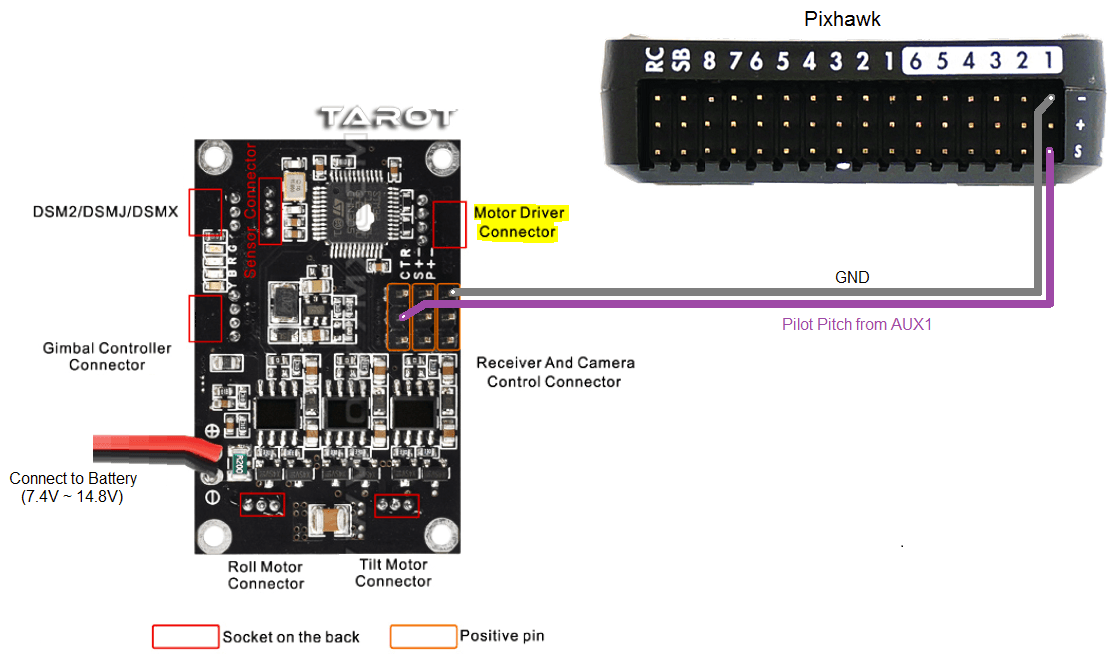 Pixhawk
RC SB 8 7 6 5 4 3 2 1 6 5 4 3 2 1
-
+
S
TAROT
Sensor Connector
DSM2/DSMJ/DSMX
Motor Driver
Connector
Y B R G
C T R
S + -
P + -
GND
Pilot Pitch from AUX1
Gimbal Controller
Connector
Receiver And Camera
Control Connector
R200
Connect to Battery
(7.4V ~ 14.8V)
Roll Motor
Connector
Tilt Motor
Connector
Socket on the back
Positive pin